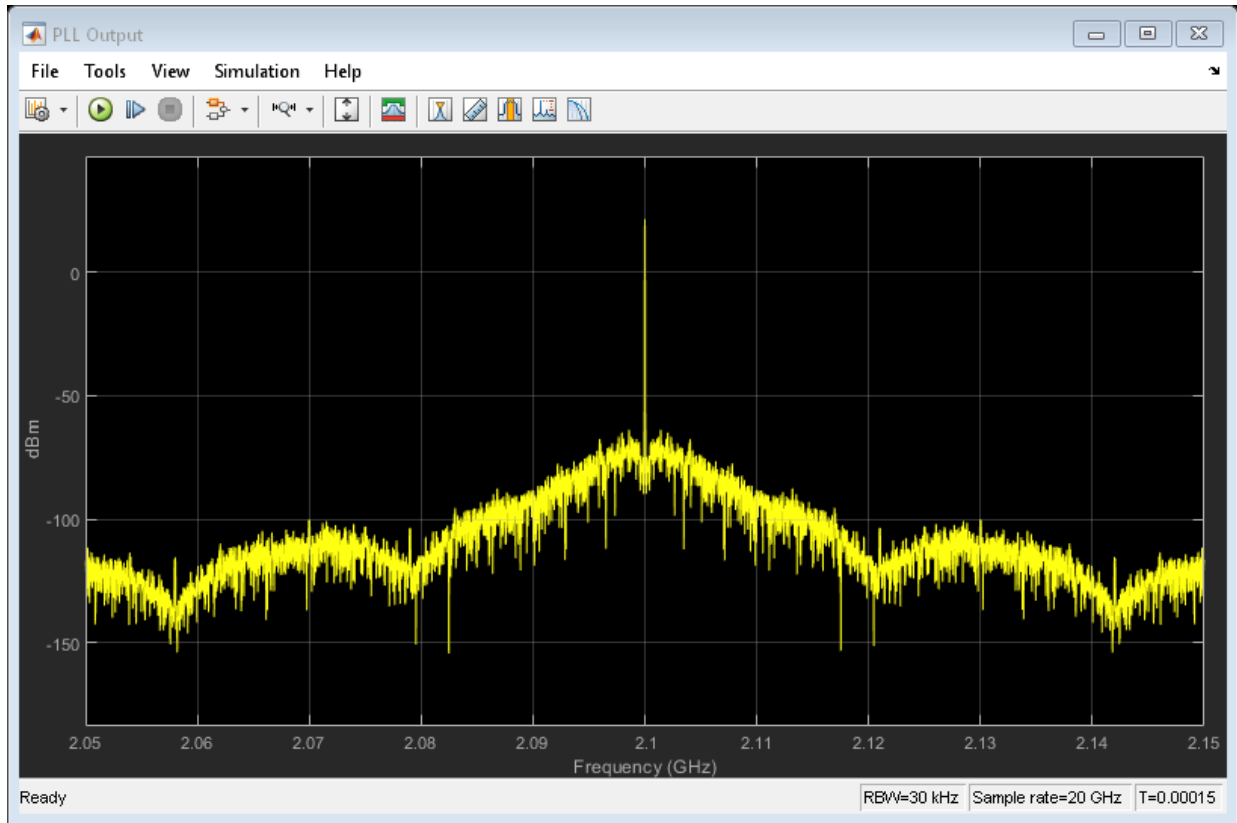 PLL Output
File Tools View Simulation Help
0
-50
-100
-150
dBm
2.05 2.06 2.07 2.08 2.09 2.1 2.11 2.12 2.13 2.14 2.15
Frequency (GHz)
Ready RBW=30 kHz Sample rate=20 GHz T=0.00015